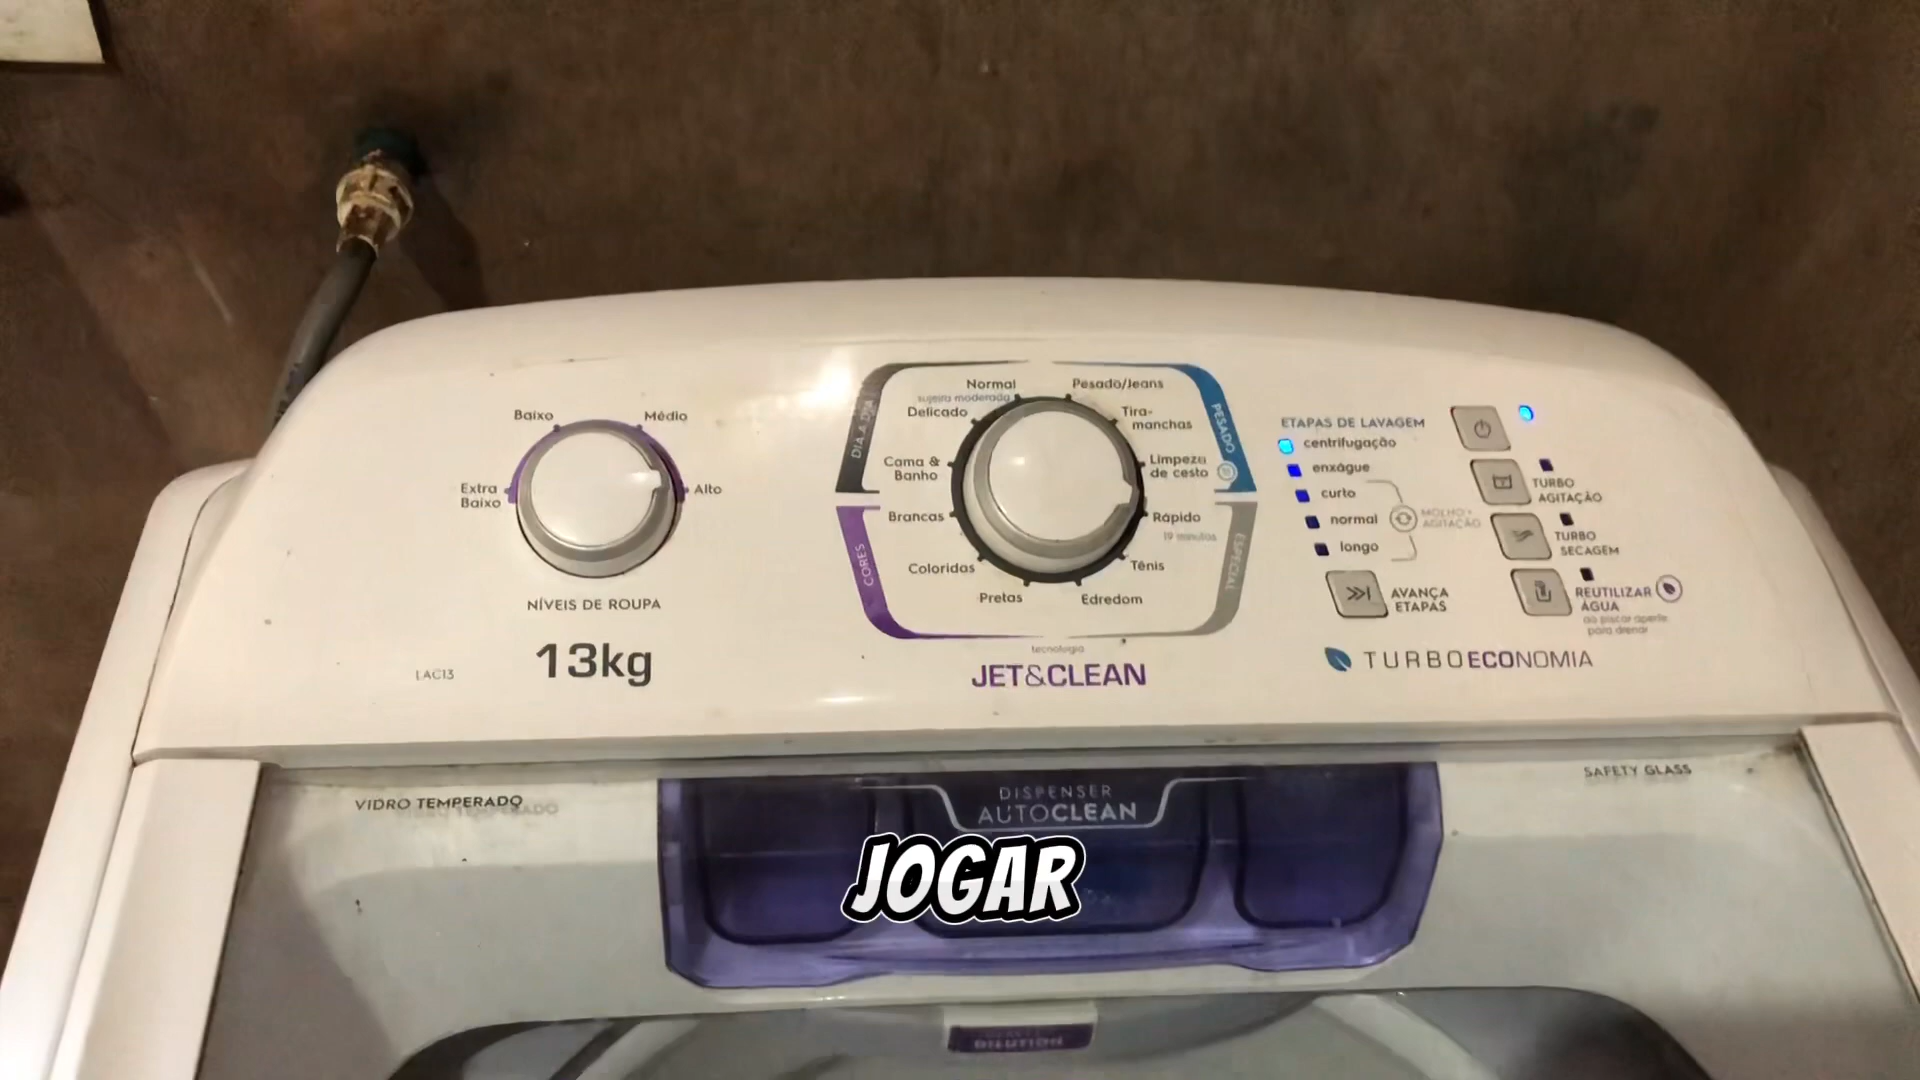 Baixo
Médio
Extra
Baixo
Alto
NÍVEIS DE ROUPA
13kg
LAC13
DIA A DIA
Normal
sujeira moderada
Delicado
Cama &
Banho
Brancas
Coloridas
Pretas
CORES
Pesado/Jeans
Tira-
manchas
Limpeza
de cesto
PESADO
Rápido
19 minutos
Tênis
Edredom
ESPECIAL
tecnologia
JET&CLEAN
ETAPAS DE LAVAGEM
centrifugação
enxágue
curto
normal
longo
MOLHO +
AGITAÇÃO
AVANÇA
ETAPAS
TURBO
AGITAÇÃO
TURBO
SECAGEM
REUTILIZAR
ÁGUA
ao piscar aperte
para drenar
TURBOECONOMIA
VIDRO TEMPERADO
SAFETY GLASS
DISPENSER
AUTOCLEAN
JOGAR